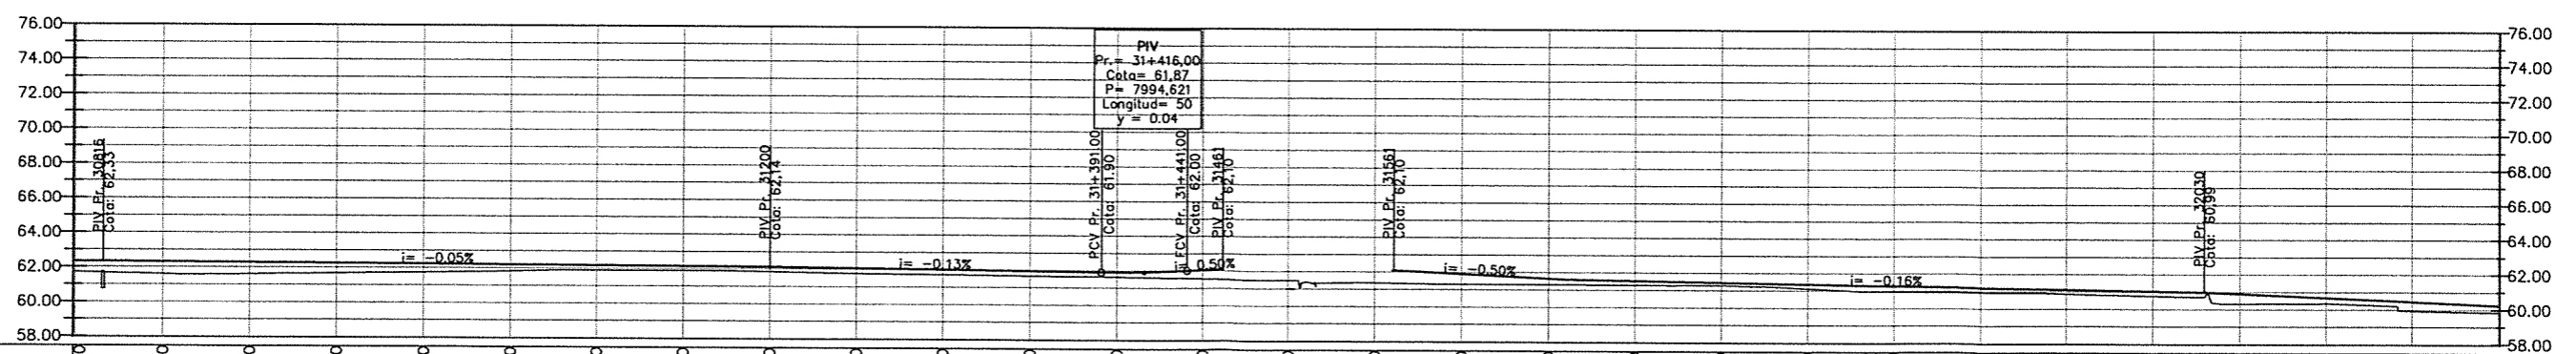 76.00
74.00
72.00
70.00
68.00
66.00
64.00
62.00
60.00
58.00
PIV Pr. 30816
Cota: 62,33
i= -0.05%
PIV Pr. 31200
Cota: 62,14
i= -0.13%
PIV
Pr.= 31+416,00
Cota= 61,87
P= 7994,621
Longitud= 50
y = 0.04
PCV Pr. 31+391.00
Cota: 61.90
FCV Pr. 31+441.00
Cota: 62.00
PIV Pr. 31461
Cota: 62,10
i= 0.50%
PIV Pr. 31561
Cota: 62,10
i= -0.50%
i= -0.16%
PIV Pr. 32030
Cota: 60,99
76.00
74.00
72.00
70.00
68.00
66.00
64.00
62.00
60.00
58.00